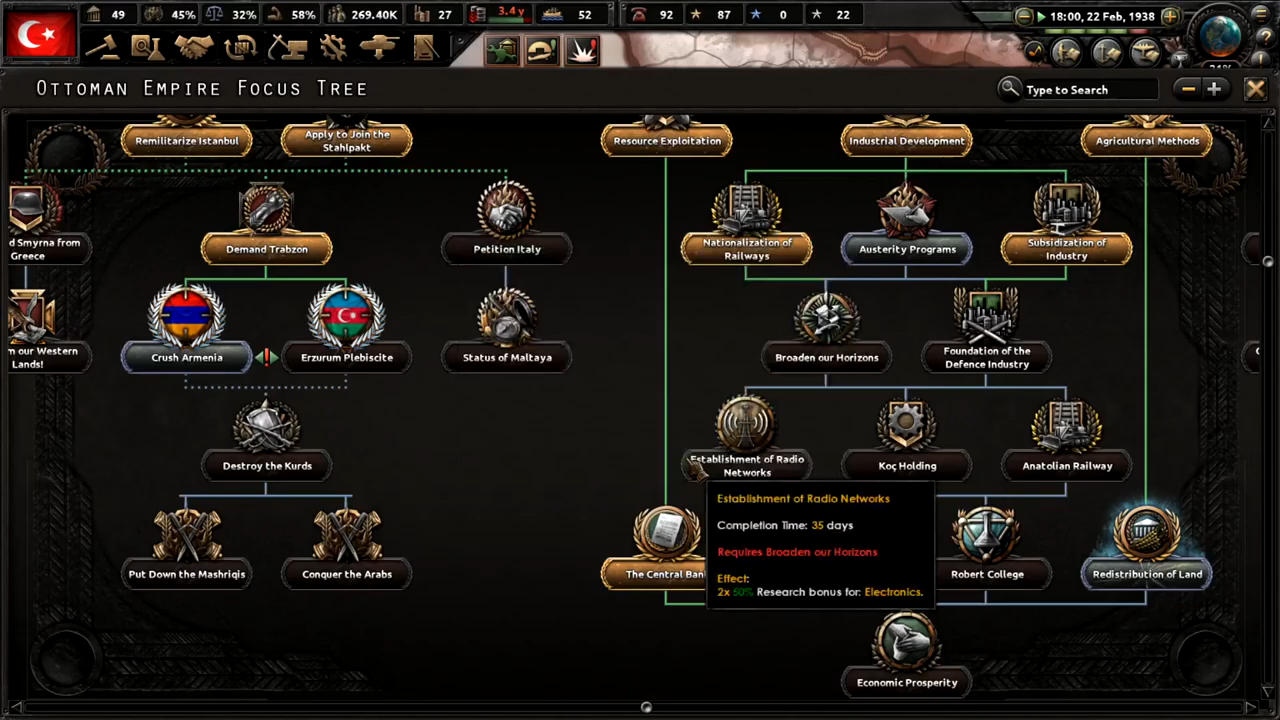 49
45%
32%
58%
269.40K
27
3.4 y
52
92
87
0
22
18:00, 22 Feb, 1938
Ottoman Empire Focus Tree
Type to Search
Remilitarize Istanbul
Apply to Join the
Stahlpakt
Resource Exploitation
Industrial Development
Agricultural Methods
d Smyrna from
Greece
Demand Trabzon
Petition Italy
Nationalization of
Railways
Austerity Programs
Subsidization of
Industry
m our Western
Lands!
Crush Armenia
Erzurum Plebiscite
Status of Maltaya
Broaden our Horizons
Foundation of the
Defence Industry
Destroy the Kurds
Establishment of Radio
Networks
Koç Holding
Anatolian Railway
Establishment of Radio Networks
Completion Time: 35 days
Requires Broaden our Horizons
Effect:
2x 50% Research bonus for: Electronics.
Put Down the Mashriqis
Conquer the Arabs
The Central Ban
Robert College
Redistribution of Land
Economic Prosperity